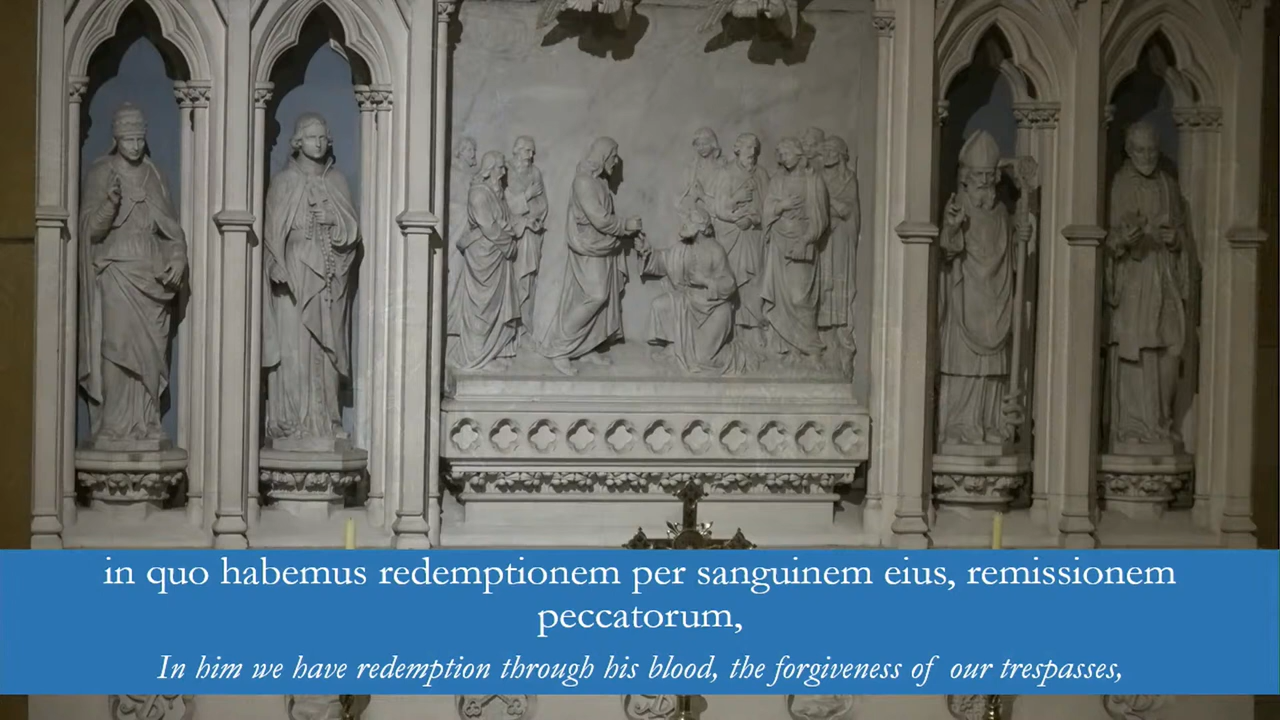 in quo habemus redemptionem per sanguinem eius, remissionem
peccatorum,
In him we have redemption through his blood, the forgiveness of our trespasses,